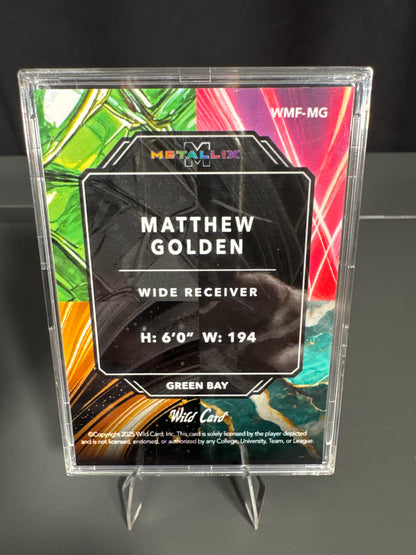 WMF-MG
M
METALLIX
MATTHEW
GOLDEN
WIDE RECEIVER
H: 6'0" W: 194
GREEN BAY
Wild Card
©Copyright 2025 Wild Card, Inc. This card is solely licensed by the player depicted
and is not licensed, endorsed, or authorized by any College, University, Team, or League.